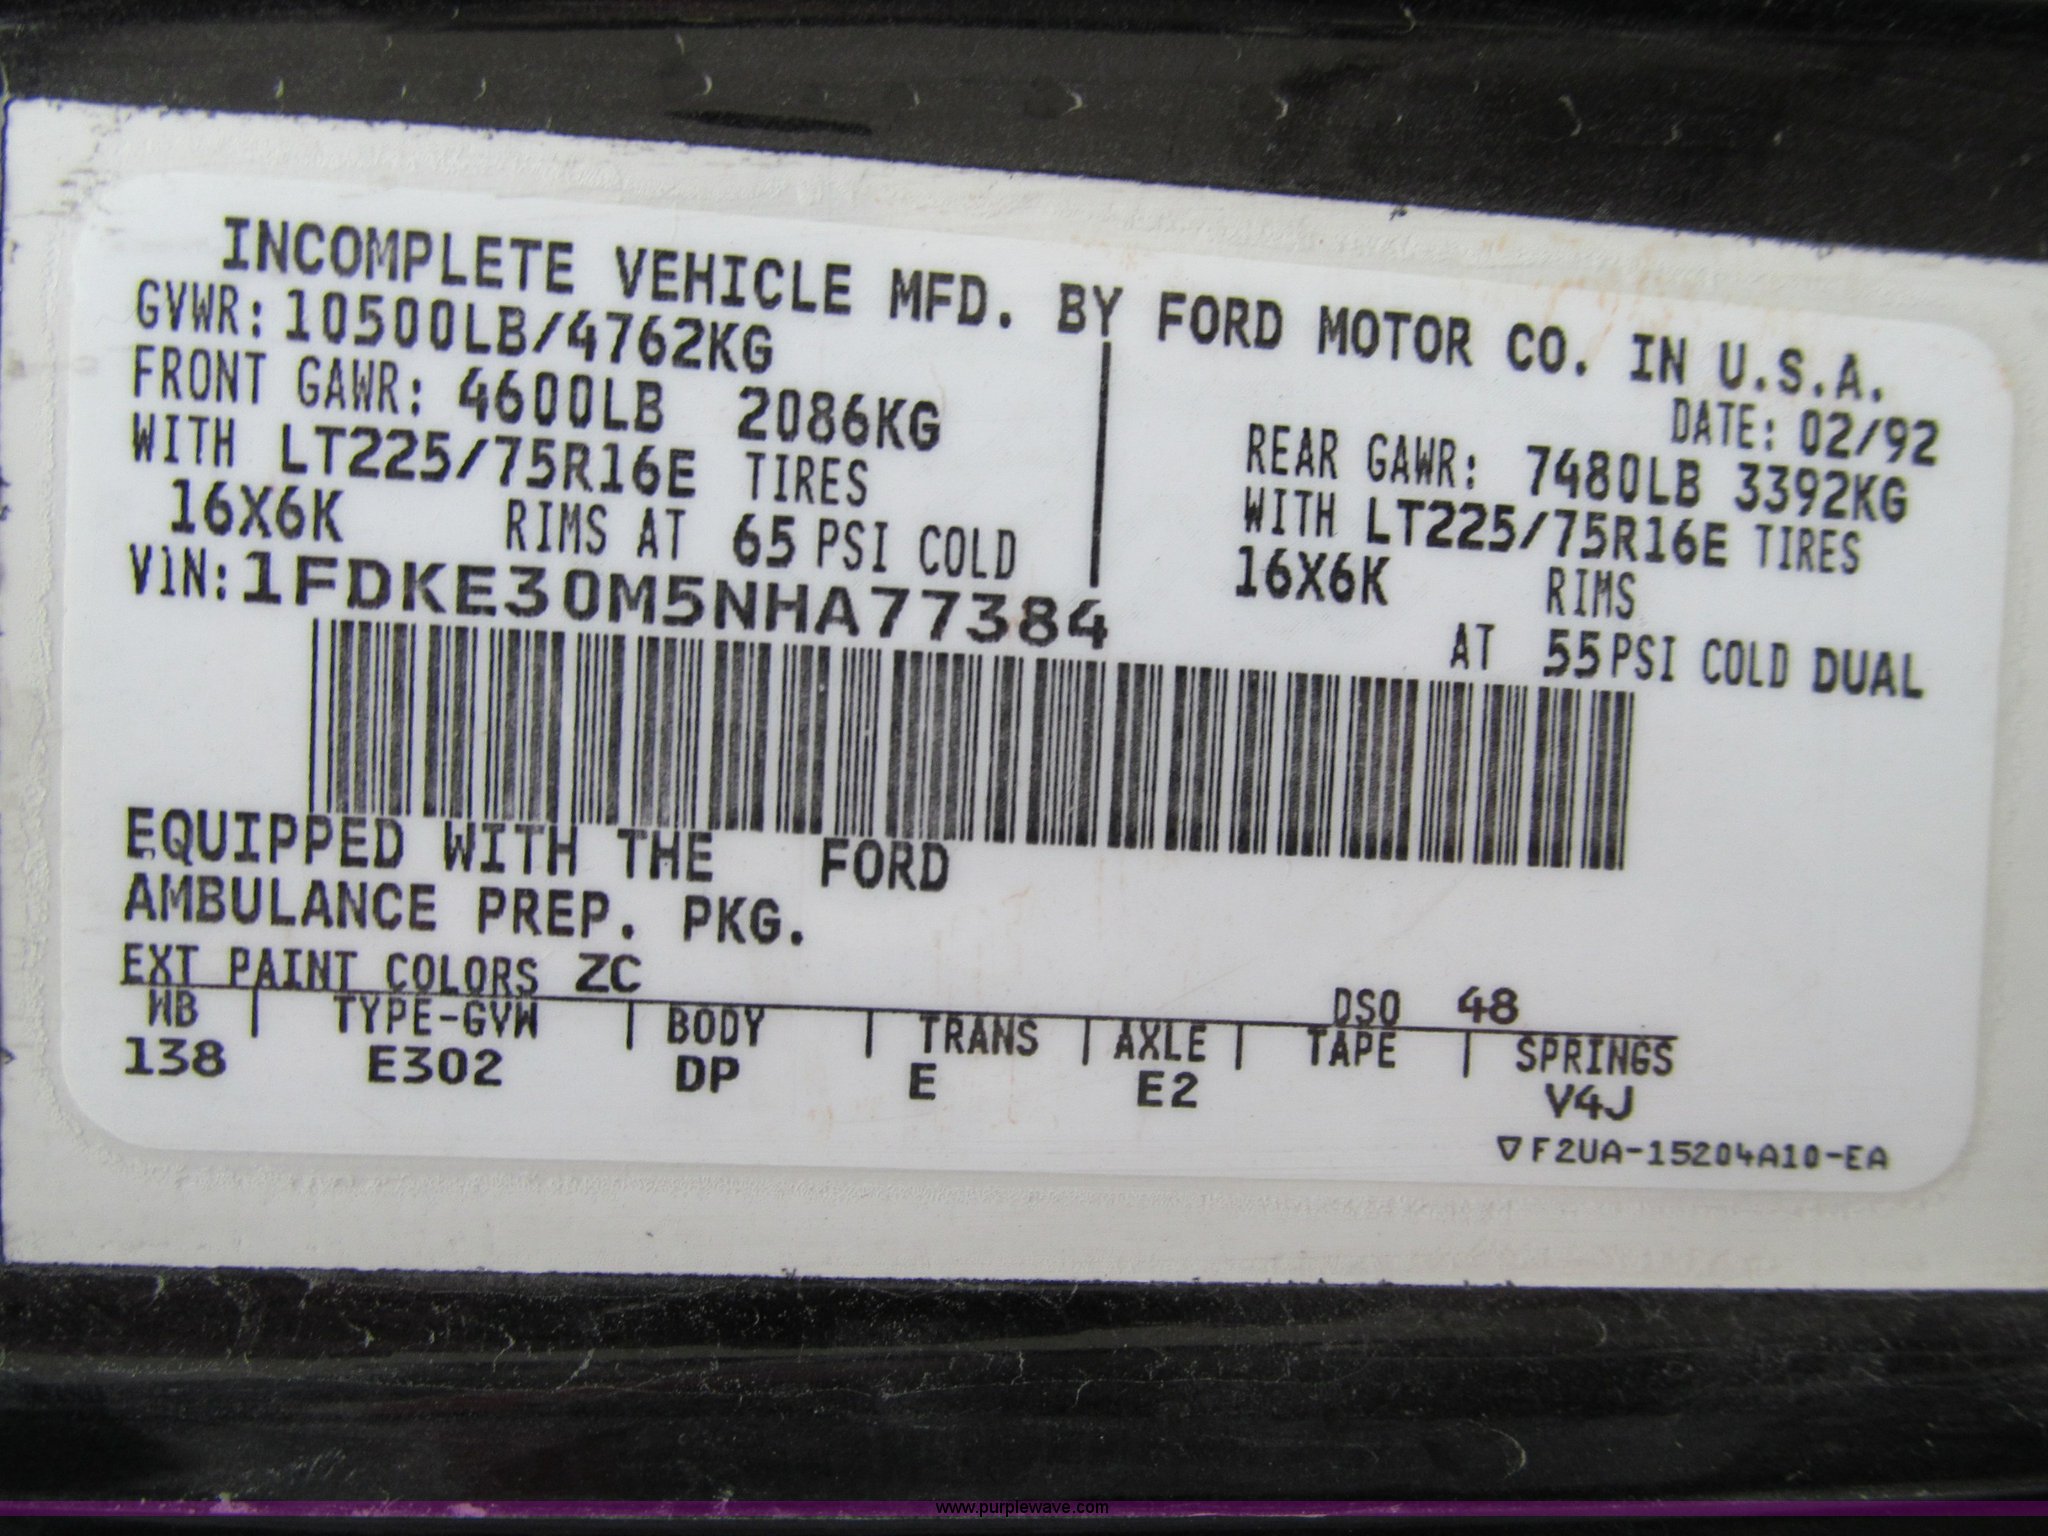 INCOMPLETE VEHICLE MFD. BY FORD MOTOR CO. IN U.S.A.
GVWR: 10500LB/4762KG
DATE: 02/92
FRONT GAWR: 4600LB 2086KG
WITH LT225/75R16E TIRES
16X6K RIMS AT 65 PSI COLD
REAR GAWR: 7480LB 3392KG
WITH LT225/75R16E TIRES
16X6K RIMS
AT 55 PSI COLD DUAL
VIN: 1FDKE30M5NHA77384
EQUIPPED WITH THE FORD
AMBULANCE PREP. PKG.
EXT PAINT COLORS ZC DSO 48
WB | TYPE-GVW | BODY | TRANS | AXLE | TAPE | SPRINGS
138 E302 DP E E2 V4J
▽F2UA-15204A10-EA
www.purplewave.com